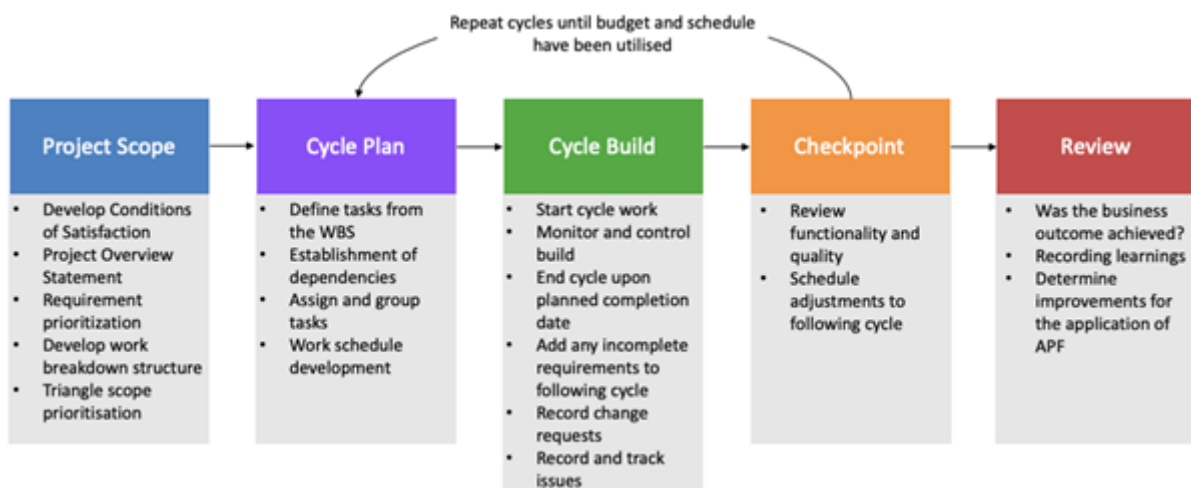 Repeat cycles until budget and schedule
have been utilised
Project Scope
• Develop Conditions
of Satisfaction
• Project Overview
Statement
• Requirement
prioritization
• Develop work
breakdown structure
• Triangle scope
prioritisation
Cycle Plan
• Define tasks from
the WBS
• Establishment of
dependencies
• Assign and group
tasks
• Work schedule
development
Cycle Build
• Start cycle work
• Monitor and control
build
• End cycle upon
planned completion
date
• Add any incomplete
requirements to
following cycle
• Record change
requests
• Record and track
issues
Checkpoint
• Review
functionality and
quality
• Schedule
adjustments to
following cycle
Review
• Was the business
outcome achieved?
• Recording learnings
• Determine
improvements for
the application of
APF